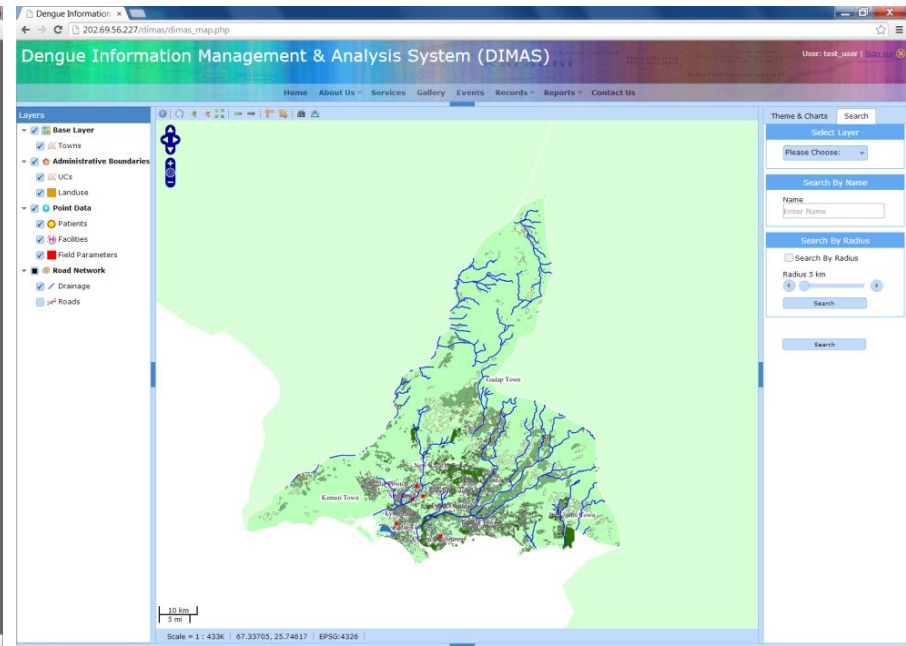 Dengue Information ×
202.69.56.227/dimas/dimas_map.php
Dengue Information Management & Analysis System (DIMAS)
User: test_user | Sign out
Home About Us Services Gallery Events Records Reports Contact Us
Layers
Base Layer
Towns
Administrative Boundaries
UCs
Landuse
Point Data
Patients
Facilities
Field Parameters
Road Network
Drainage
Roads
Gadap Town
Kemari Town
10 km
5 mi
Scale = 1 : 433K | 67.33705, 25.74617 | EPSG:4326
Theme & Charts Search
Select Layer
Please Choose:
Search By Name
Name
Enter Name
Search By Radius
Search By Radius
Radius 5 km
Search
Search